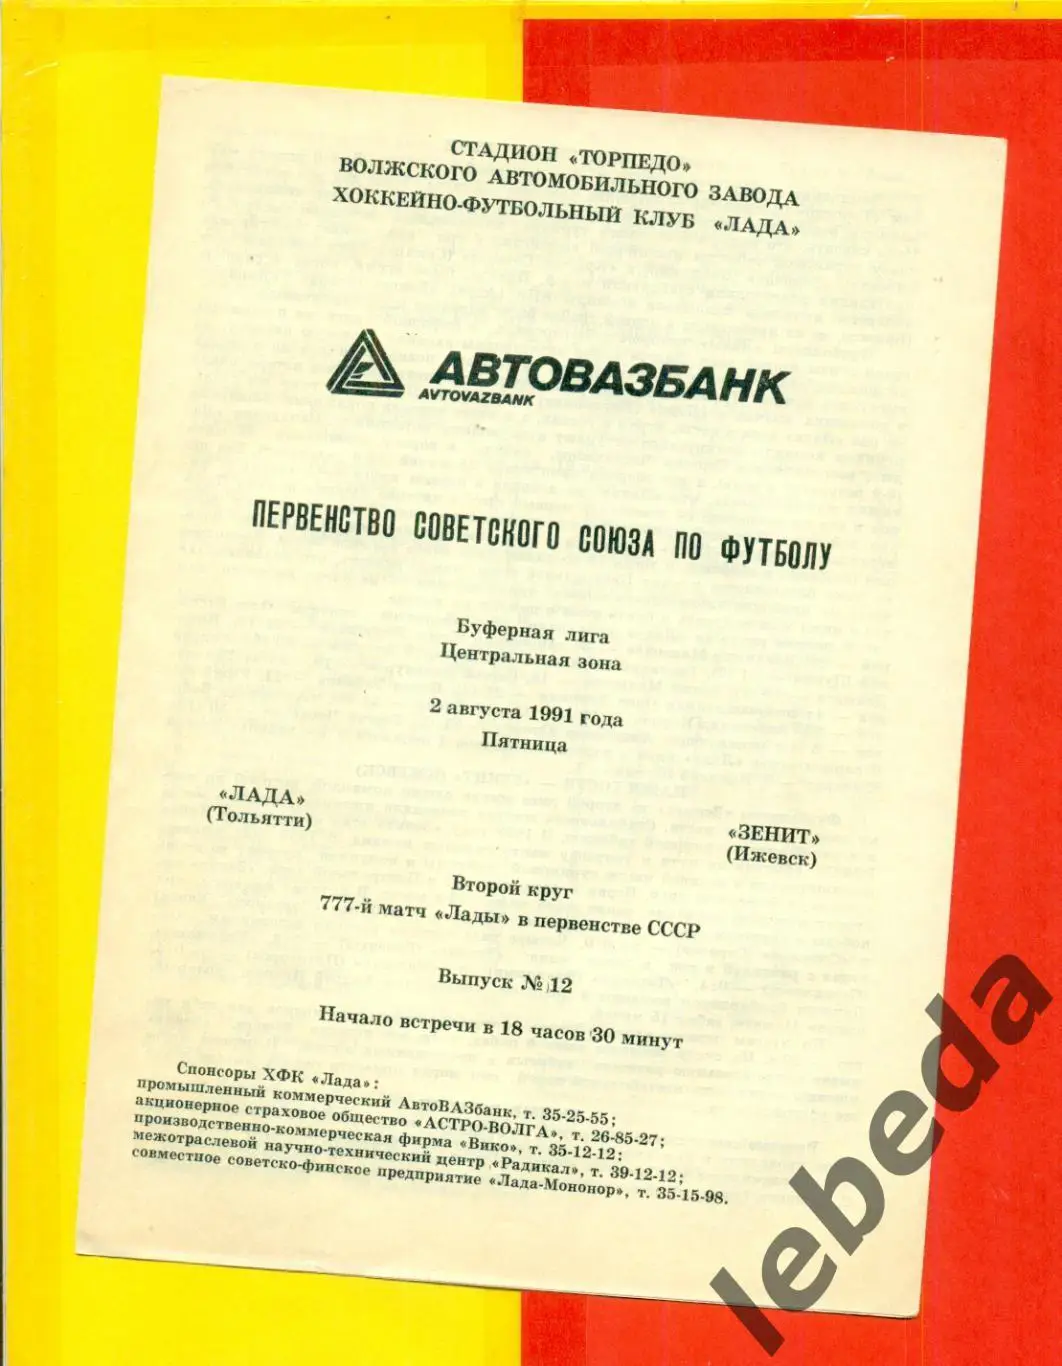 СТАДИОН «ТОРПЕДО»
ВОЛЖСКОГО АВТОМОБИЛЬНОГО ЗАВОДА
ХОККЕЙНО-ФУТБОЛЬНЫЙ КЛУБ «ЛАДА»
АВТОВАЗБАНК
AVTOVAZBANK
ПЕРВЕНСТВО СОВЕТСКОГО СОЮЗА ПО ФУТБОЛУ
Буферная лига
Центральная зона
2 августа 1991 года
Пятница
«ЛАДА»
(Тольятти)
«ЗЕНИТ»
(Ижевск)
Второй круг
777-й матч «Лады» в первенстве СССР
Выпуск № 12
Начало встречи в 18 часов 30 минут
Спонсоры ХФК «Лада»:
промышленный коммерческий АвтоВАЗбанк, т. 35-25-55;
акционерное страховое общество «АСТРО-ВОЛГА», т. 26-85-27;
производственно-коммерческая фирма «Вико», т. 35-12-12;
межотраслевой научно-технический центр «Радикал», т. 39-12-12;
совместное советско-финское предприятие «Лада-Мононор», т. 35-15-98.
lebeda